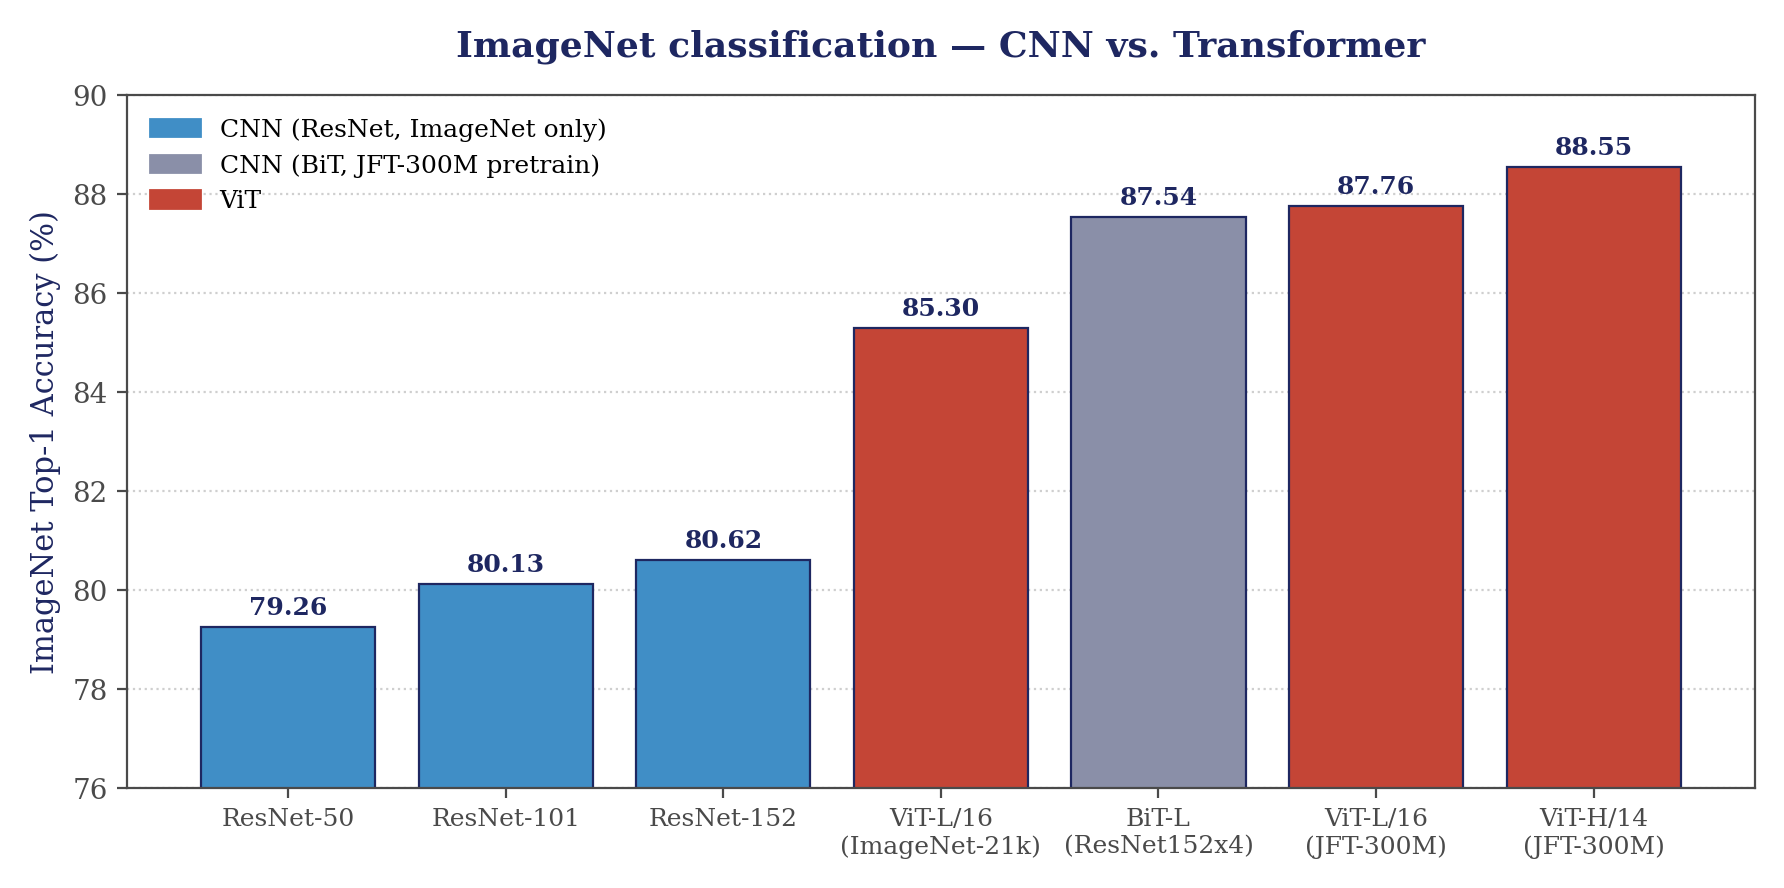 ImageNet classification — CNN vs. Transformer
ImageNet Top-1 Accuracy (%)
90
88
86
84
82
80
78
76
CNN (ResNet, ImageNet only)
CNN (BiT, JFT-300M pretrain)
ViT
79.26
80.13
80.62
85.30
87.54
87.76
88.55
ResNet-50
ResNet-101
ResNet-152
ViT-L/16
(ImageNet-21k)
BiT-L
(ResNet152x4)
ViT-L/16
(JFT-300M)
ViT-H/14
(JFT-300M)